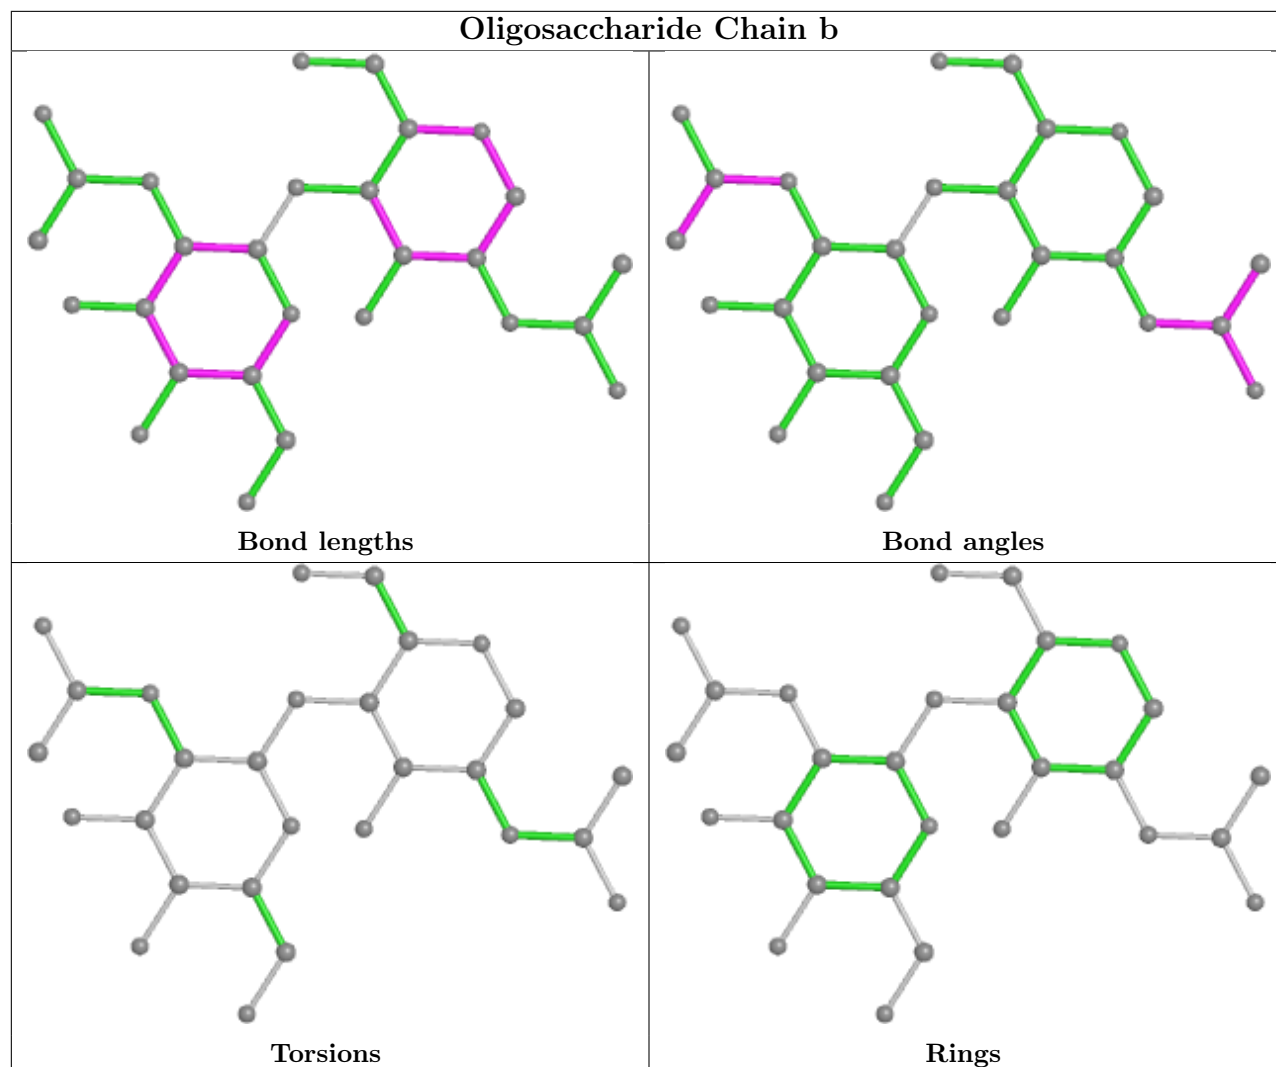 Oligosaccharide Chain b
Bond lengths
Bond angles
Torsions
Rings